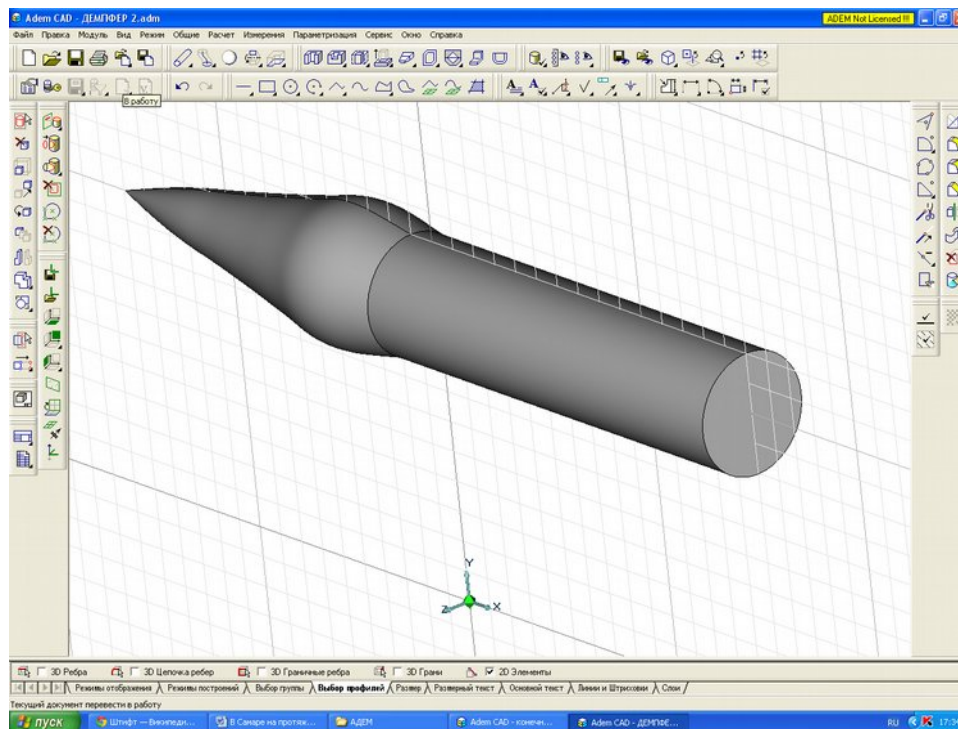 Adem CAD - ДЕМПФЕР 2.adm
ADEM Not Licensed !!!
Файл Правка Модуль Вид Режим Общие Расчет Измерения Параметризация Сервис Окно Справка
В работу
Y
Z
X
3D Ребра 3D Цепочка ребер 3D Граничные ребра 3D Грани 2D Элементы
Режимы отображения Режимы построений Выбор группы Выбор профилей Размер Размерный текст Основной текст Линии и Штриховки Слои
Текущий документ перевести в работу
пуск Штифт — Википеди... В Самаре на протяж... АДЕМ Adem CAD - конечн... Adem CAD - ДЕМПФЕ... RU